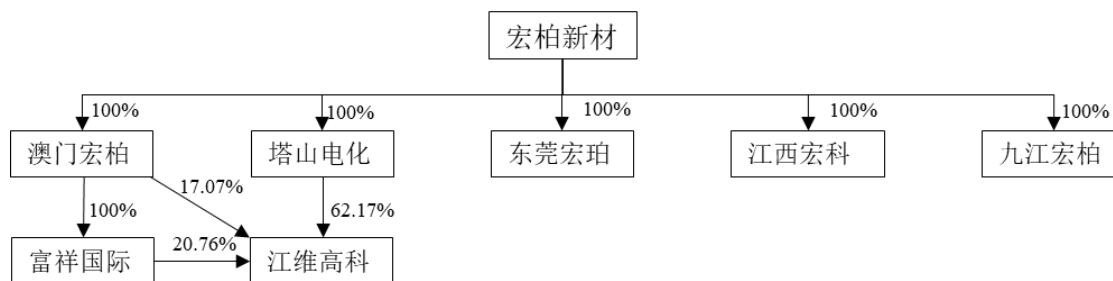 宏柏新材
100%
100%
100%
100%
100%
澳门宏柏
塔山电化
东莞宏珀
江西宏科
九江宏柏
17.07%
100%
62.17%
20.76%
富祥国际
江维高科